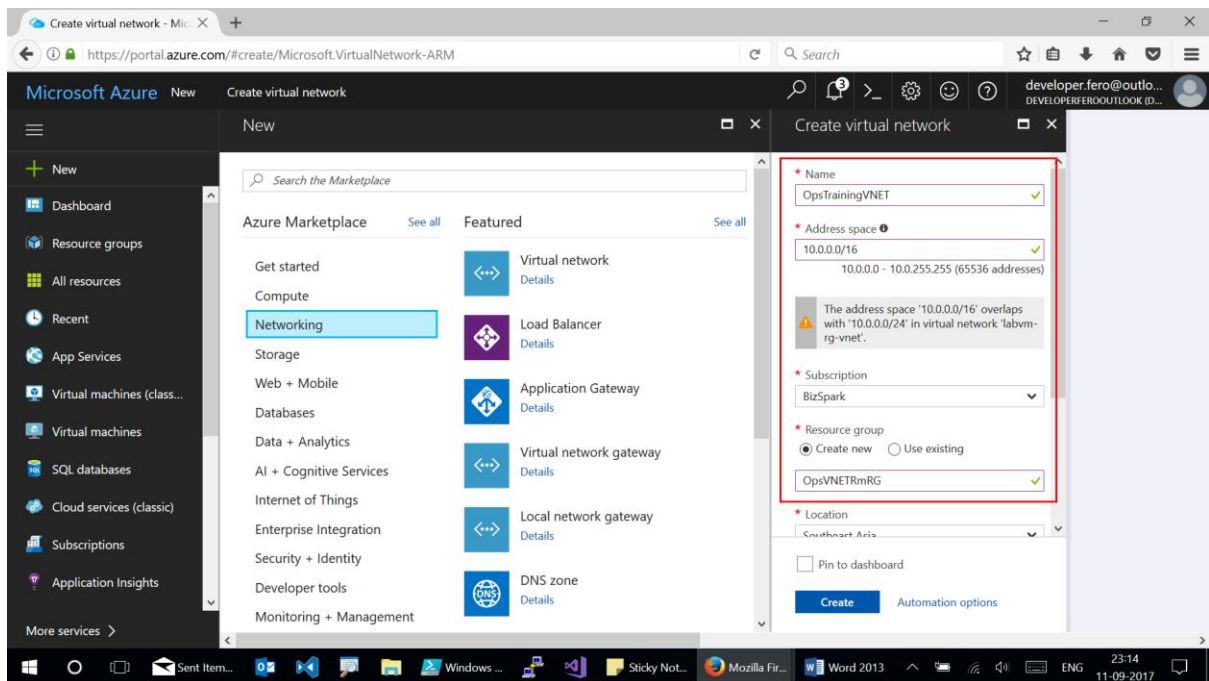 Create virtual network - Mic
https://portal.azure.com/#create/Microsoft.VirtualNetwork-ARM
Search
Microsoft Azure New Create virtual network
3
developer.fero@outlo...
DEVELOPERFEROOUTLOOK (D...
New
Dashboard
Resource groups
All resources
Recent
App Services
Virtual machines (class...
Virtual machines
SQL databases
Cloud services (classic)
Subscriptions
Application Insights
More services >
New
Search the Marketplace
Azure Marketplace See all
Get started
Compute
Networking
Storage
Web + Mobile
Databases
Data + Analytics
AI + Cognitive Services
Internet of Things
Enterprise Integration
Security + Identity
Developer tools
Monitoring + Management
Featured See all
Virtual network
Details
Load Balancer
Details
Application Gateway
Details
Virtual network gateway
Details
Local network gateway
Details
DNS
DNS zone
Details
Create virtual network
* Name
OpsTrainingVNET
* Address space
10.0.0.0/16
10.0.0.0 - 10.0.255.255 (65536 addresses)
The address space '10.0.0.0/16' overlaps
with '10.0.0.0/24' in virtual network 'labvm-
rg-vnet'.
* Subscription
BizSpark
* Resource group
Create new Use existing
OpsVNETRmRG
* Location
Southeast Asia
Pin to dashboard
Create Automation options
Sent Item...
Windows ...
Sticky Not...
Mozilla Fir...
Word 2013
ENG
23:14
11-09-2017